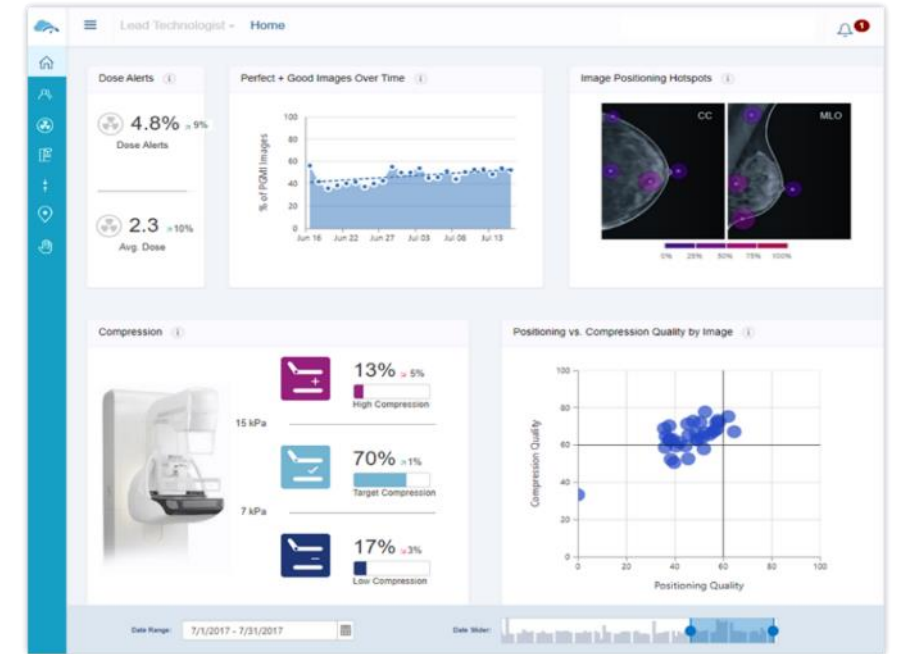 Lead Technologist
Home
1
Dose Alerts
4.8% 9%
Dose Alerts
2.3 10%
Avg. Dose
Perfect + Good Images Over Time
% of PGMI Images
100
80
60
40
20
0
Jun 16 Jun 22 Jun 27 Jul 03 Jul 08 Jul 13
Image Positioning Hotspots
CC
MLO
0% 25% 50% 75% 100%
Compression
15 kPa
7 kPa
13% 5%
High Compression
70% 1%
Target Compression
17% 3%
Low Compression
Positioning vs. Compression Quality by Image
Compression Quality
100
80
60
40
20
0
0 20 40 60 80 100
Positioning Quality
Date Range: 7/1/2017 - 7/31/2017
Date Slider: